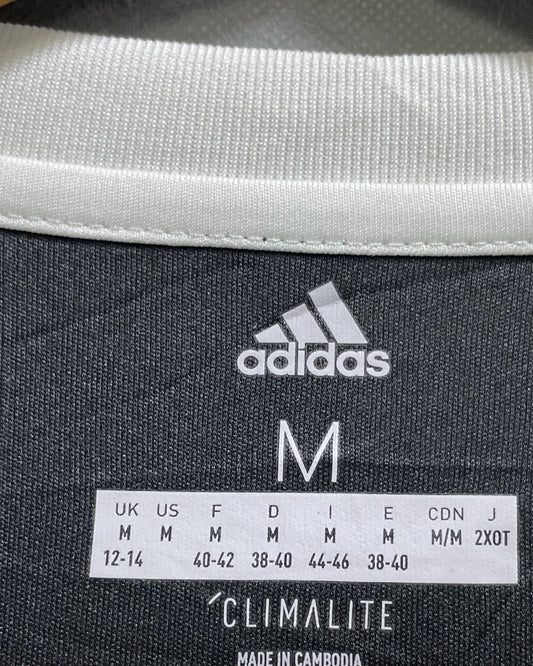 adidas
M
UK US F D I E CDN J
M M M M M M M/M 2XOT
12-14 40-42 38-40 44-46 38-40
CLIMALITE
MADE IN CAMBODIA